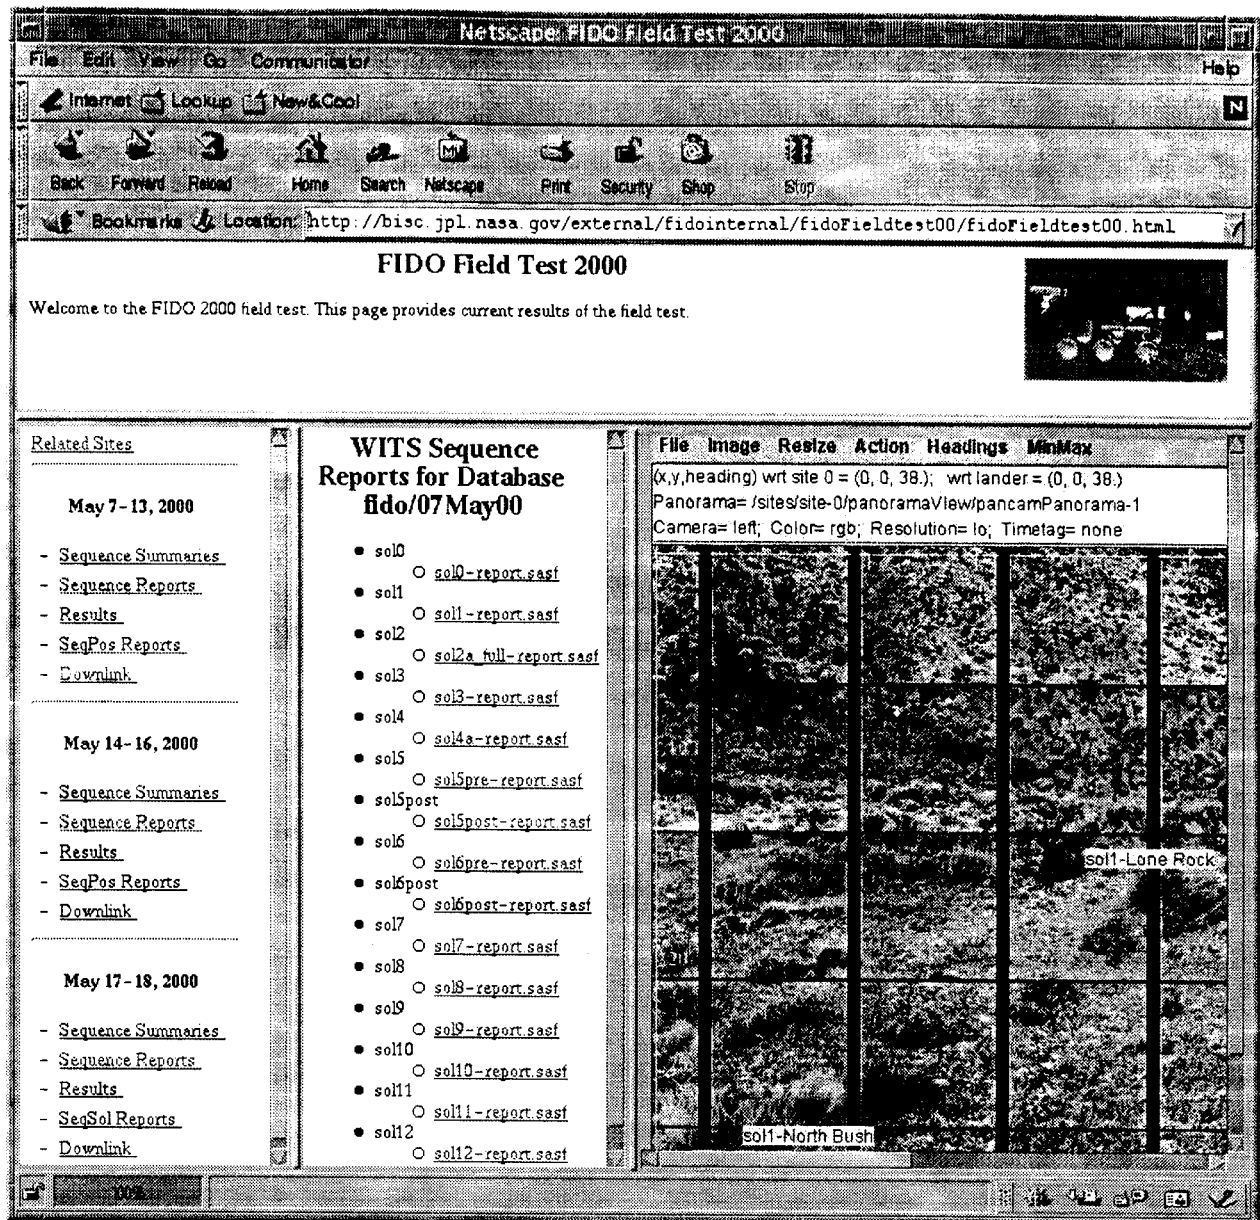 Netscape: FIDO Field Test 2000
File Edit View Go Communicator Help
Internet Lookup New&Cool
N
Back Forward Reload Home Search Netscape Print Security Shop Stop
Bookmarks Location: http://bisc.jpl.nasa.gov/external/fidointernal/fidoFieldtest00/fidoFieldtest00.html
FIDO Field Test 2000
Welcome to the FIDO 2000 field test. This page provides current results of the field test.
Related Sites
May 7-13, 2000
- Sequence Summaries
- Sequence Reports
- Results
- SeqPos Reports
- Downlink
May 14-16, 2000
- Sequence Summaries
- Sequence Reports
- Results
- SeqPos Reports
- Downlink
May 17-18, 2000
- Sequence Summaries
- Sequence Reports
- Results
- SeqSol Reports
- Downlink
WITS Sequence
Reports for Database
fido/07May00
sol0
sol0-report.sasf
sol1
sol1-report.sasf
sol2
sol2a_full-report.sasf
sol3
sol3-report.sasf
sol4
sol4a-report.sasf
sol5
sol5pre-report.sasf
sol5post
sol5post-report.sasf
sol6
sol6pre-report.sasf
sol6post
sol6post-report.sasf
sol7
sol7-report.sasf
sol8
sol8-report.sasf
sol9
sol9-report.sasf
sol10
sol10-report.sasf
sol11
sol11-report.sasf
sol12
sol12-report.sasf
File Image Resize Action Headings MinMax
(x,y,heading) wrt site 0 = (0, 0, 38.); wrt lander = (0, 0, 38.)
Panorama= /sites/site-0/panoramaView/pancamPanorama-1
Camera= left; Color= rgb; Resolution= lo; Timetag= none
sol1-Lone Rock
sol1-North Bush
100%